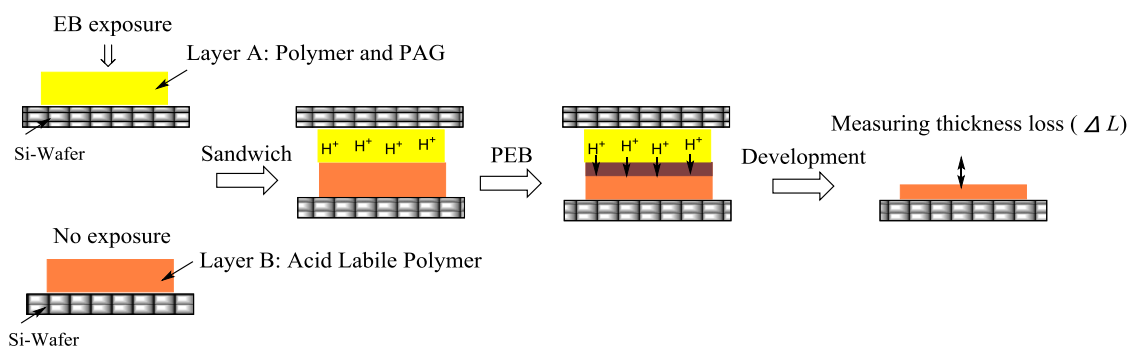 EB exposure
⇓
Layer A: Polymer and PAG
Si-Wafer
Sandwich
H⁺ H⁺ H⁺ H⁺
PEB
H⁺ H⁺ H⁺ H⁺
Development
Measuring thickness loss ( Δ L )
No exposure
Layer B: Acid Labile Polymer
Si-Wafer